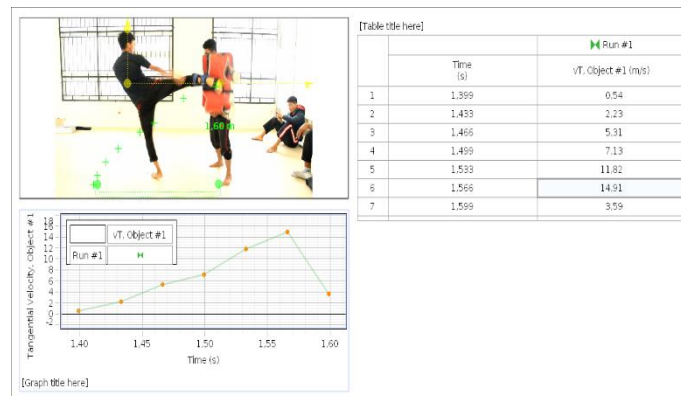 1,60 m
[Table title here]
Run #1
Time (s) vT, Object #1 (m/s)
1 1,399 0,54
2 1,433 2,23
3 1,466 5,31
4 1,499 7,13
5 1,533 11,82
6 1,566 14,91
7 1,599 3,59
Tangential velocity, Object #1
18
16
14
12
10
8
6
4
2
0
-2
vT, Object #1
Run #1
1,40 1,45 1,50 1,55 1,60
Time (s)
[Graph title here]